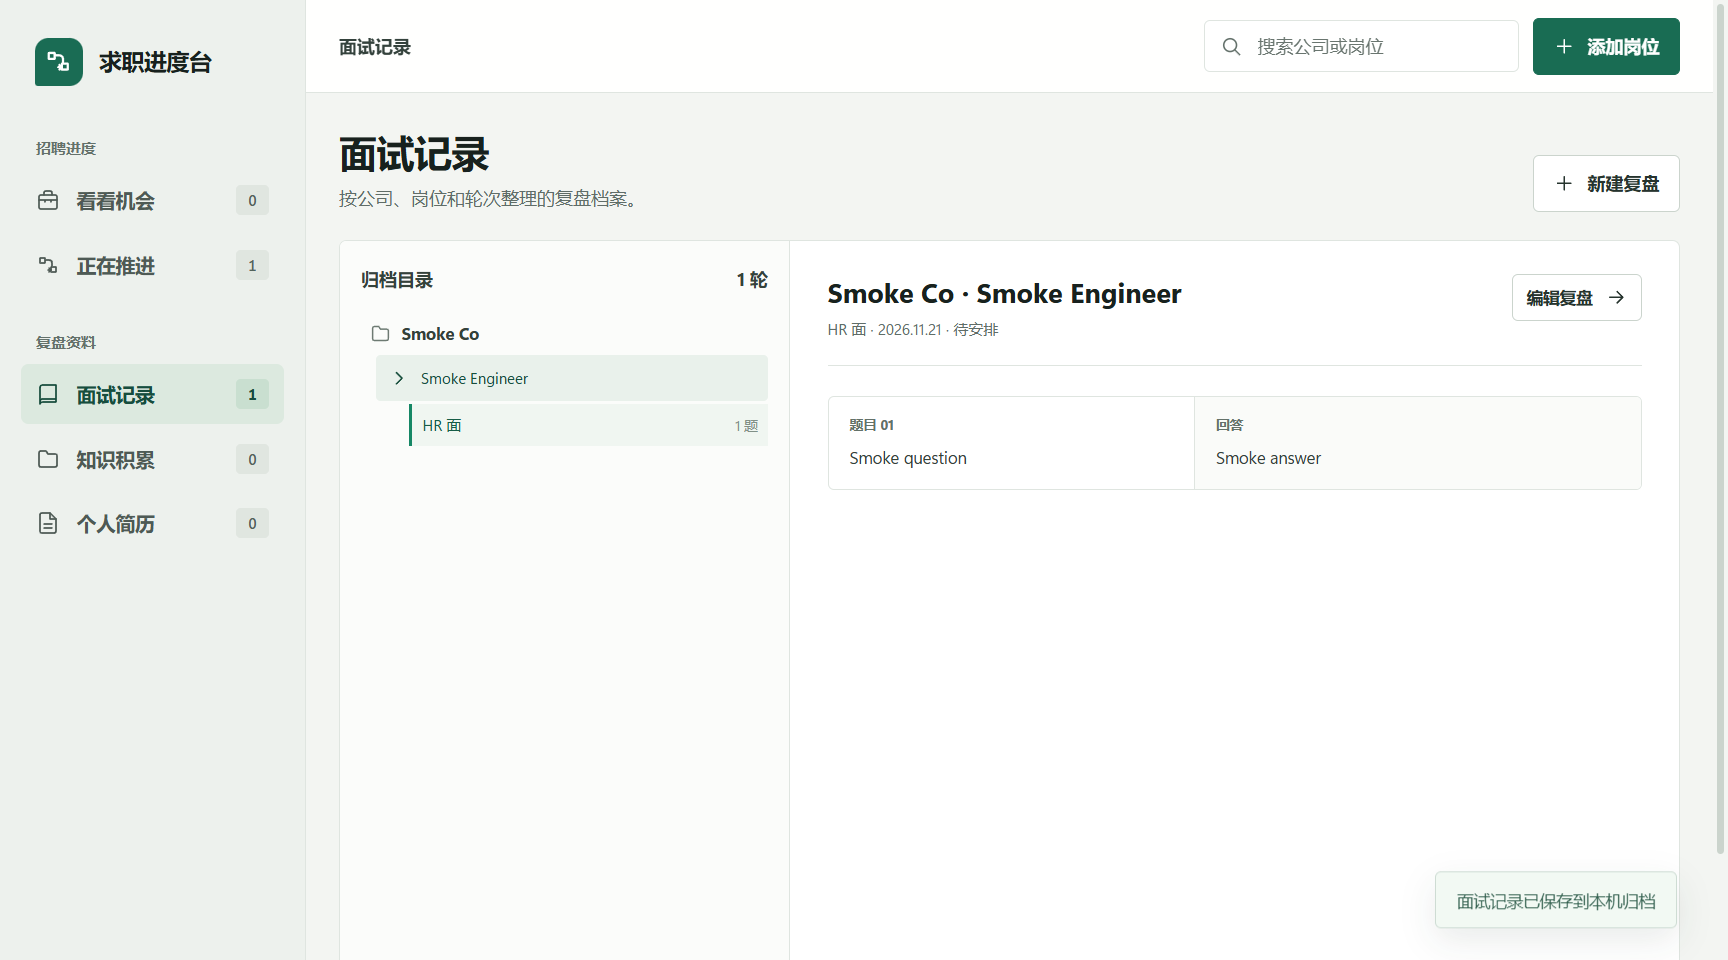 求职进度台
招聘进度
看看机会 0
正在推进 1
复盘资料
面试记录 1
知识积累 0
个人简历 0
面试记录
搜索公司或岗位
添加岗位
面试记录
按公司、岗位和轮次整理的复盘档案。
新建复盘
归档目录 1 轮
Smoke Co
Smoke Engineer
HR 面 1 题
Smoke Co · Smoke Engineer
编辑复盘
HR 面 · 2026.11.21 · 待安排
题目 01
Smoke question
回答
Smoke answer
面试记录已保存到本机归档